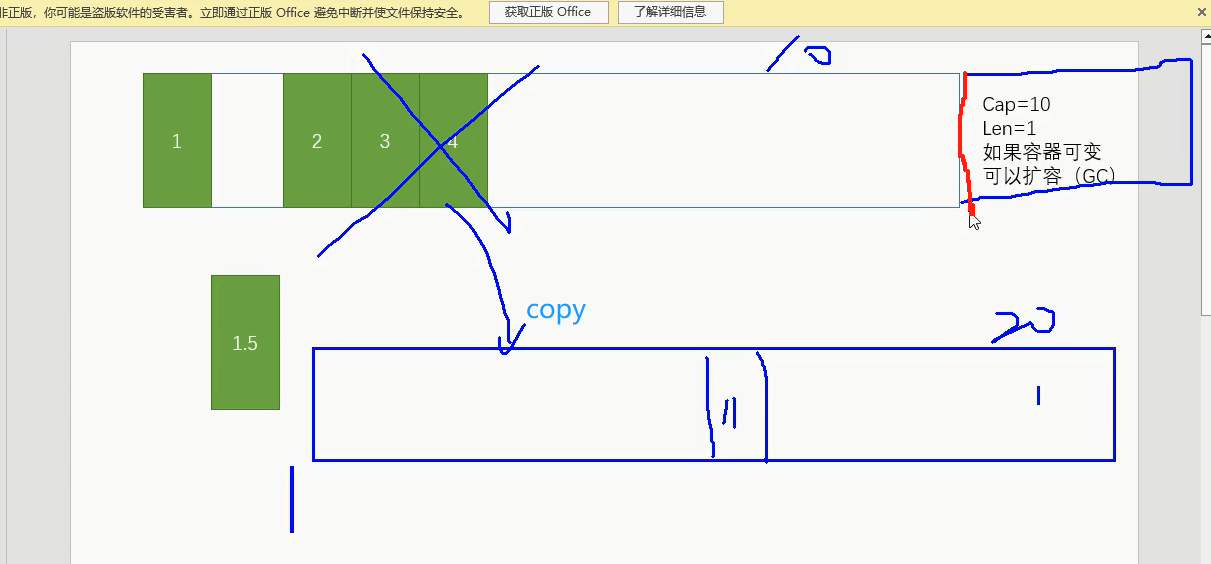 非正版，你可能是盗版软件的受害者。立即通过正版 Office 避免中断并使文件保持安全。 获取正版 Office 了解详细信息
10
1 2 3 4
Cap=10
Len=1
如果容器可变
可以扩容（GC）
copy
20
1.5
11